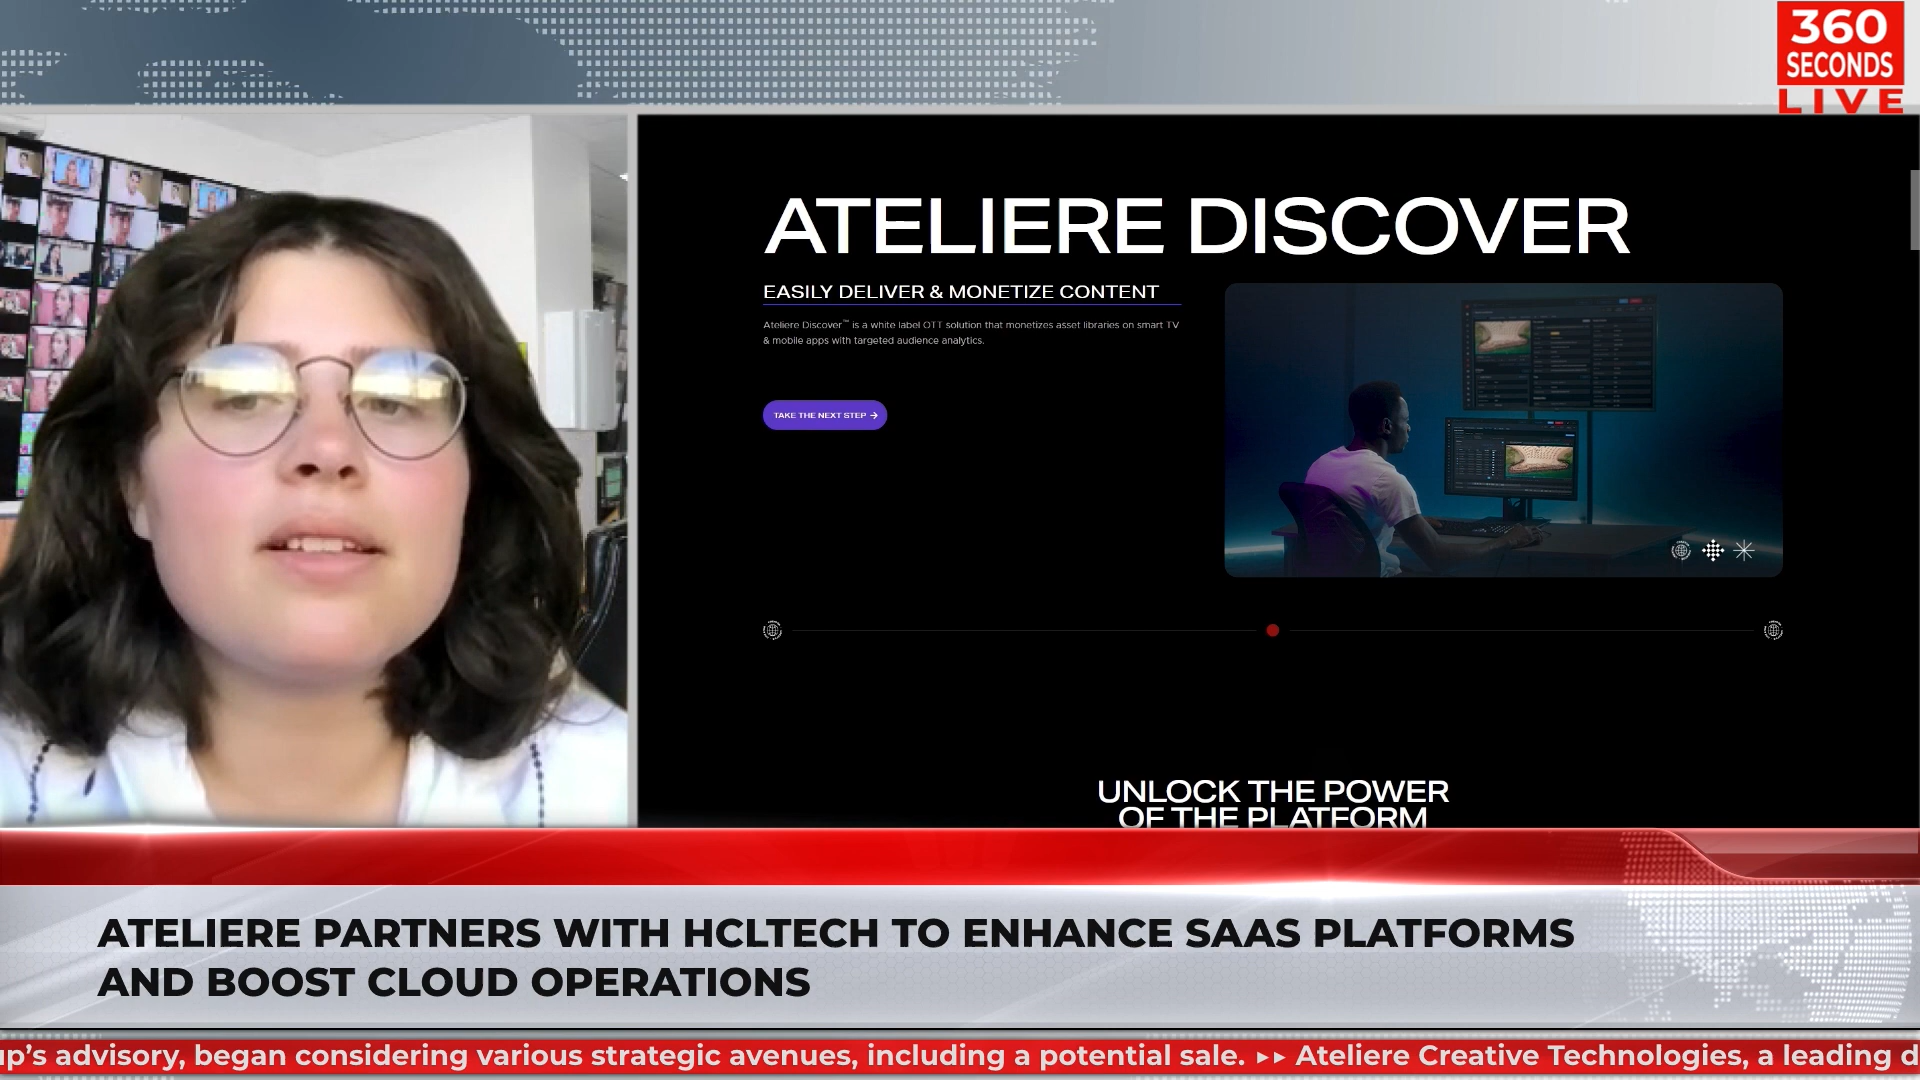 360
SECONDS
LIVE
ATELIERE DISCOVER
EASILY DELIVER & MONETIZE CONTENT
Ateliere Discover™ is a white label OTT solution that monetizes asset libraries on smart TV
& mobile apps with targeted audience analytics.
TAKE THE NEXT STEP →
UNLOCK THE POWER
OF THE PLATFORM
ATELIERE PARTNERS WITH HCLTECH TO ENHANCE SAAS PLATFORMS
AND BOOST CLOUD OPERATIONS
up’s advisory, began considering various strategic avenues, including a potential sale. ▸▸ Ateliere Creative Technologies, a leading d